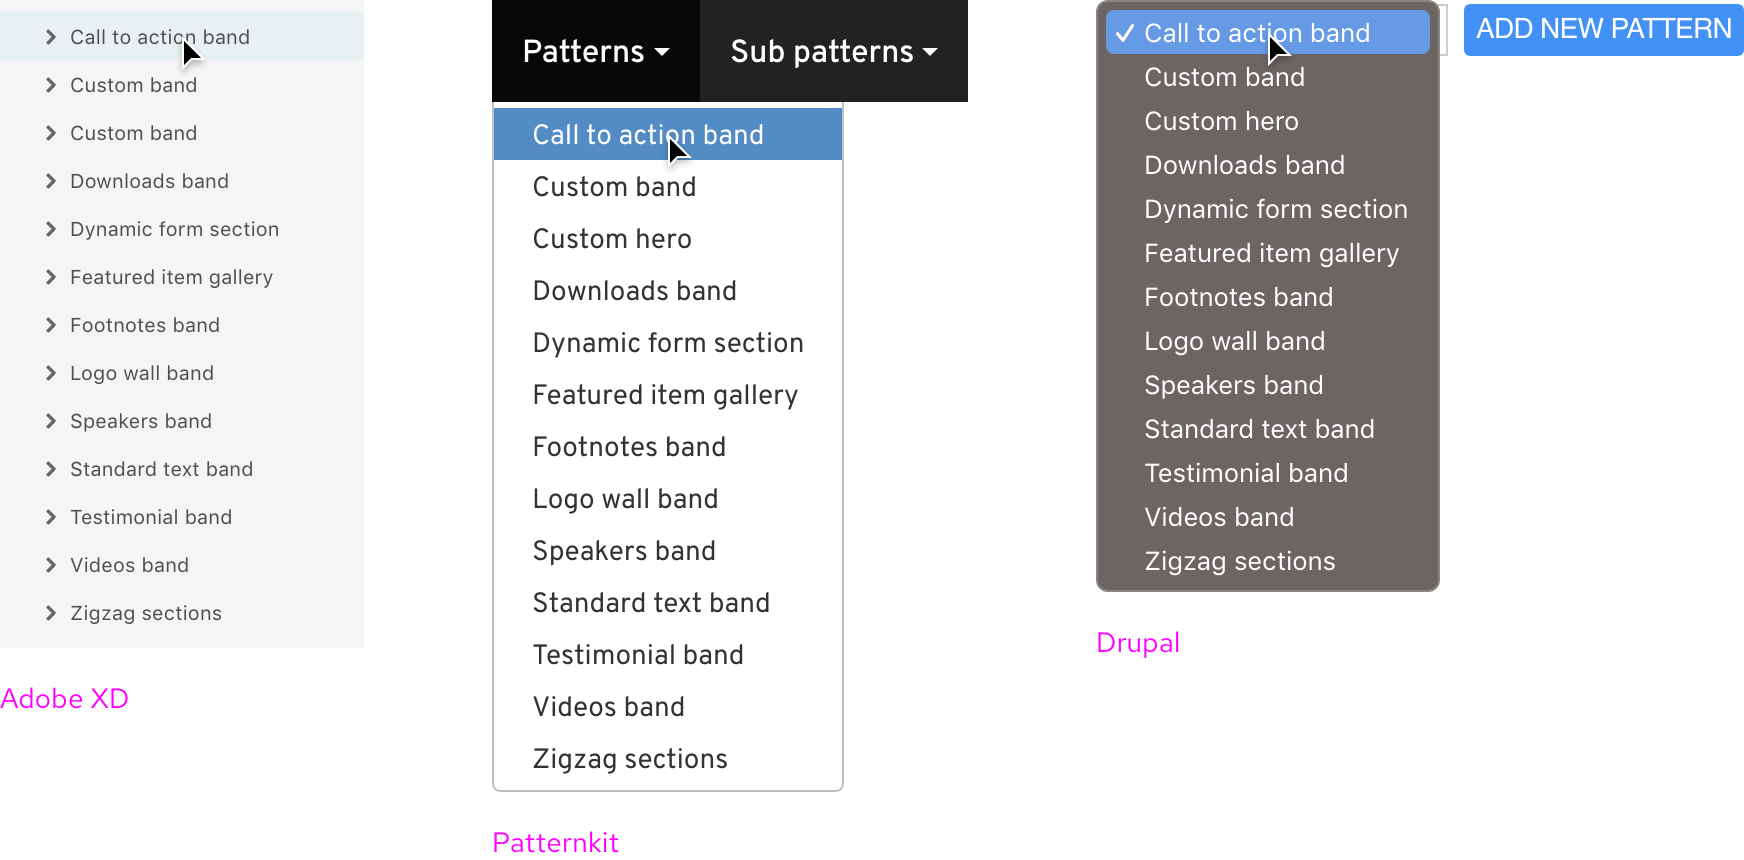 Call to action band
Custom band
Custom band
Downloads band
Dynamic form section
Featured item gallery
Footnotes band
Logo wall band
Speakers band
Standard text band
Testimonial band
Videos band
Zigzag sections
Adobe XD
Patterns
Sub patterns
Call to action band
Custom band
Custom hero
Downloads band
Dynamic form section
Featured item gallery
Footnotes band
Logo wall band
Speakers band
Standard text band
Testimonial band
Videos band
Zigzag sections
Patternkit
Call to action band
Custom band
Custom hero
Downloads band
Dynamic form section
Featured item gallery
Footnotes band
Logo wall band
Speakers band
Standard text band
Testimonial band
Videos band
Zigzag sections
ADD NEW PATTERN
Drupal